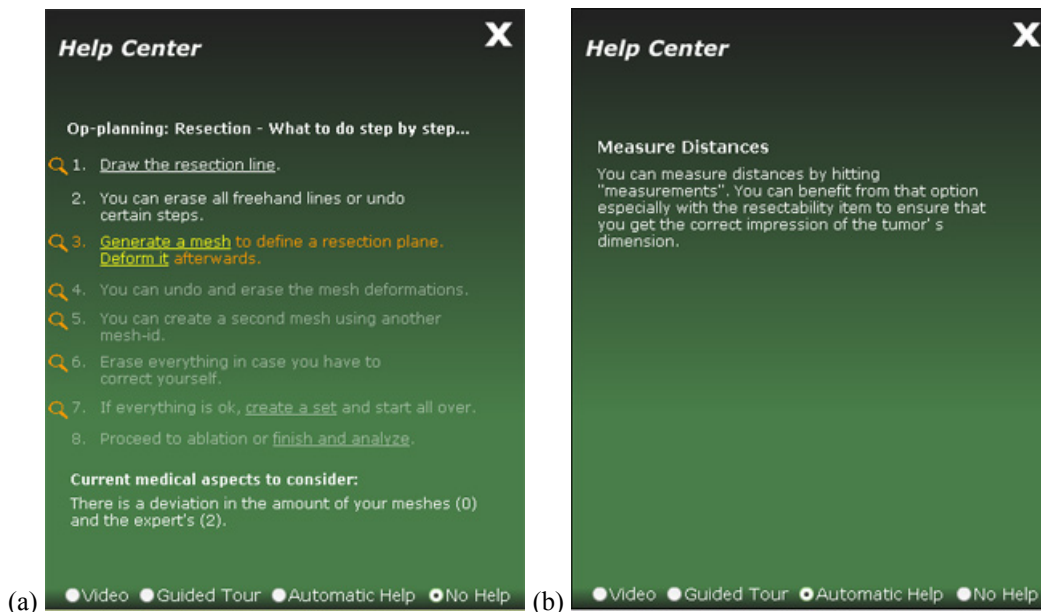 Help Center X
Op-planning: Resection - What to do step by step...
1. Draw the resection line.
2. You can erase all freehand lines or undo
certain steps.
3. Generate a mesh to define a resection plane.
Deform it afterwards.
4. You can undo and erase the mesh deformations.
5. You can create a second mesh using another
mesh-id.
6. Erase everything in case you have to
correct yourself.
7. If everything is ok, create a set and start all over.
8. Proceed to ablation or finish and analyze.
Current medical aspects to consider:
There is a deviation in the amount of your meshes (0)
and the expert's (2).
Video Guided Tour Automatic Help No Help
(a)
Help Center X
Measure Distances
You can measure distances by hitting
"measurements". You can benefit from that option
especially with the resectability item to ensure that
you get the correct impression of the tumor' s
dimension.
Video Guided Tour Automatic Help No Help
(b)